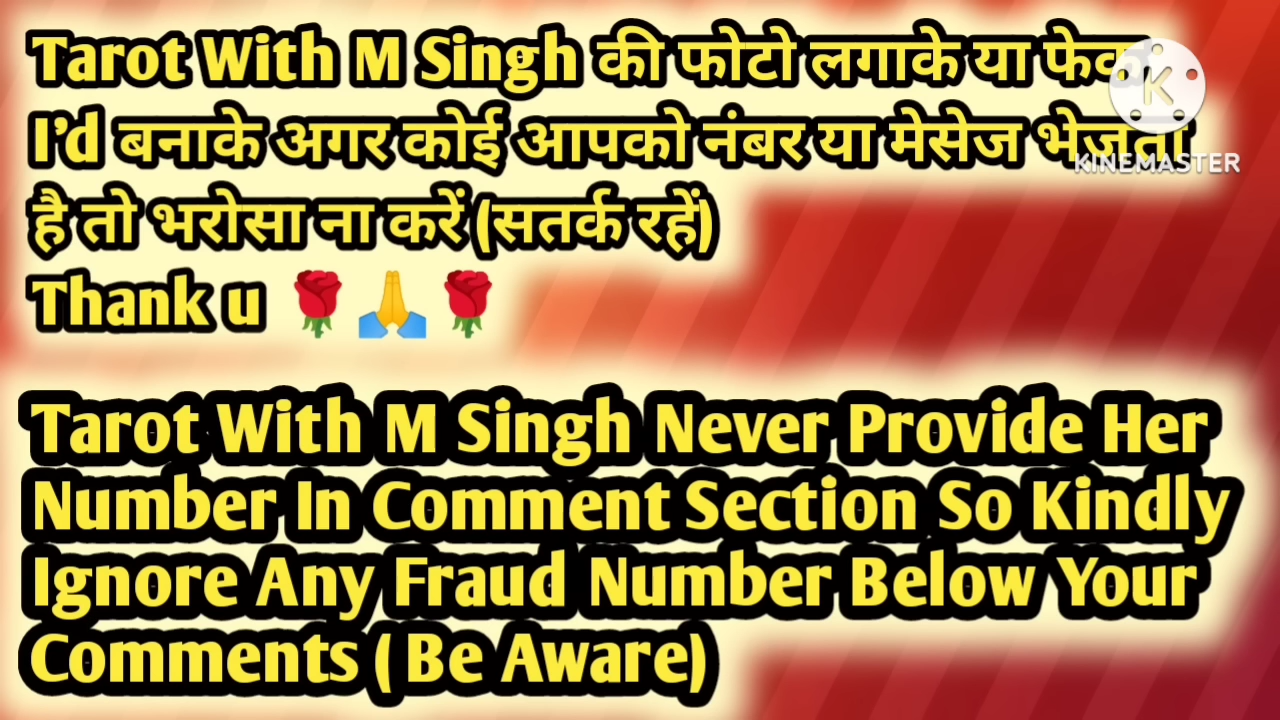 Tarot With M Singh की फोटो लगाके या फेक
I'd बनाके अगर कोई आपको नंबर या मेसेज भेजता
है तो भरोसा ना करें (सतर्क रहें)
Thank u 🌹🙏🌹
K
KINEMASTER
Tarot With M Singh Never Provide Her
Number In Comment Section So Kindly
Ignore Any Fraud Number Below Your
Comments ( Be Aware)